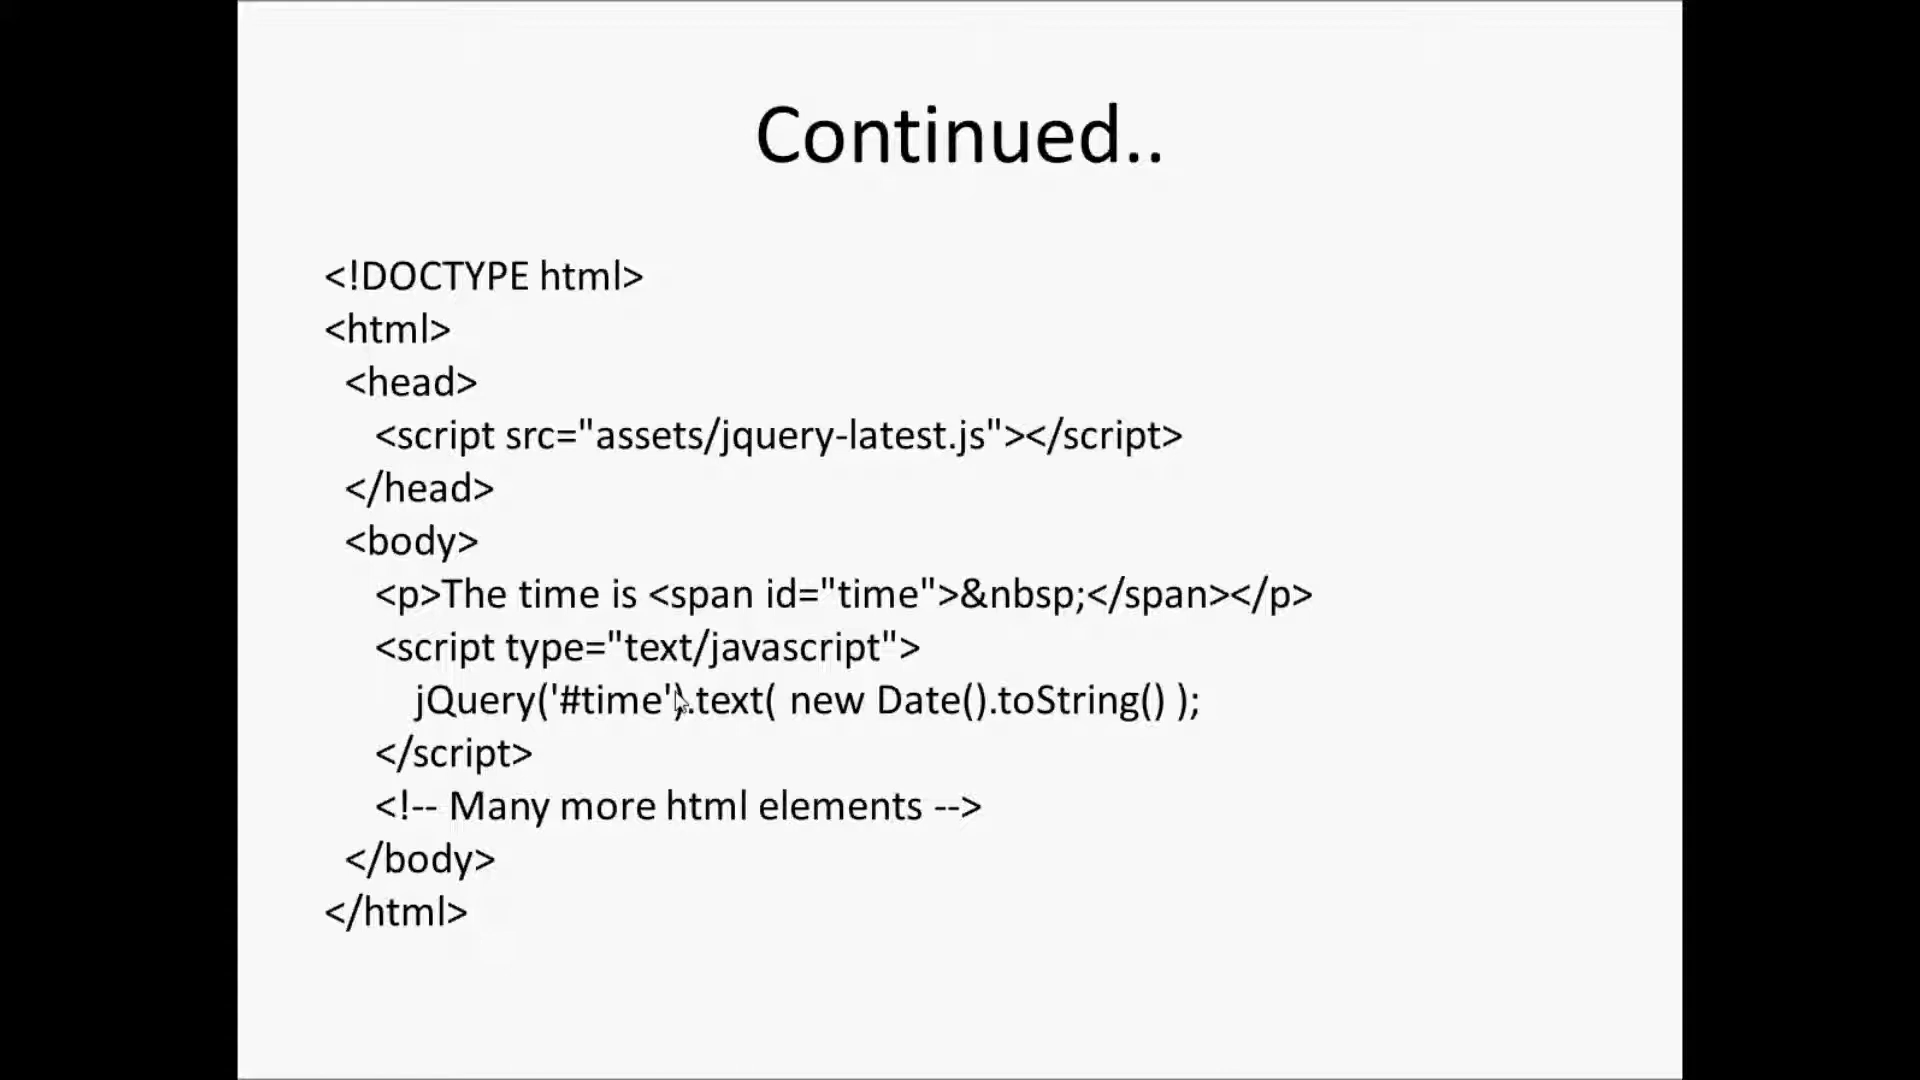 Continued..
<!DOCTYPE html>
<html>
<head>
<script src="assets/jquery-latest.js"></script>
</head>
<body>
<p>The time is <span id="time">&nbsp;</span></p>
<script type="text/javascript">
jQuery('#time').text( new Date().toString() );
</script>
<!-- Many more html elements -->
</body>
</html>